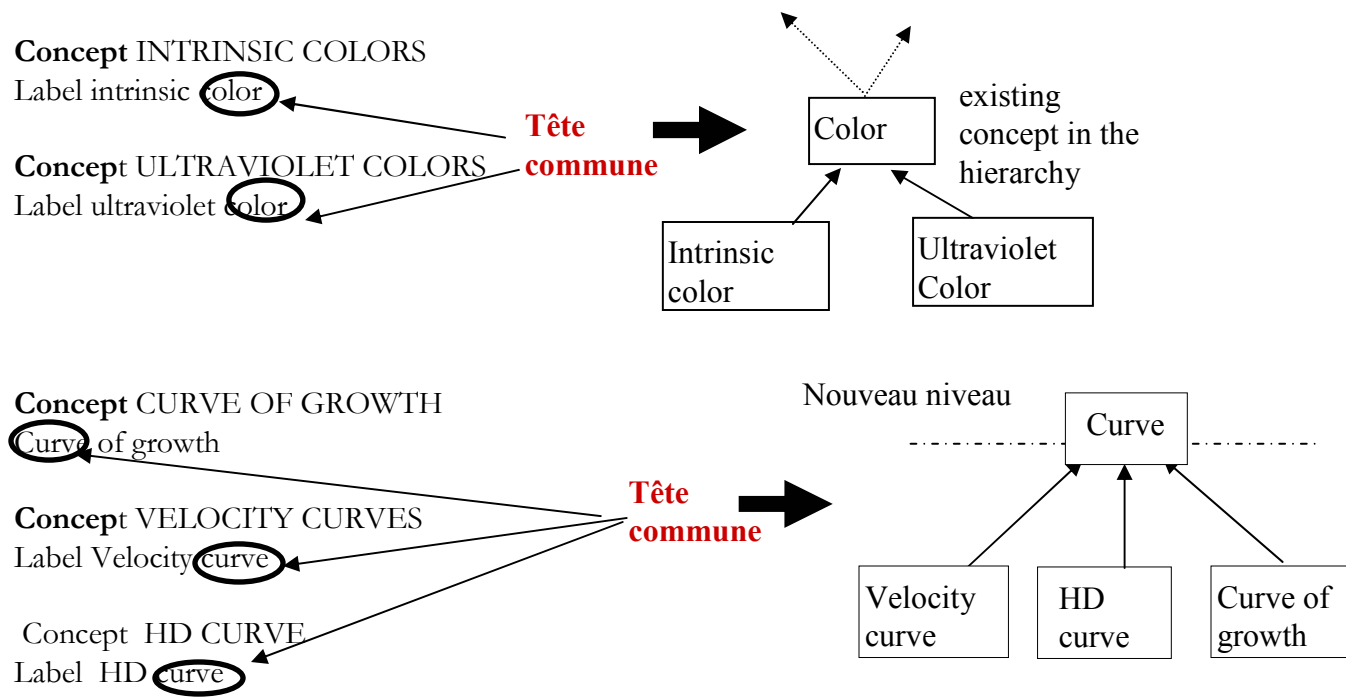 Concept INTRINSIC COLORS
Label intrinsic color
Concept ULTRAVIOLET COLORS
Label ultraviolet color
Tête
commune
Color
existing
concept in the
hierarchy
Intrinsic
color
Ultraviolet
Color
Concept CURVE OF GROWTH
Curve of growth
Concept VELOCITY CURVES
Label Velocity curve
Concept HD CURVE
Label HD curve
Tête
commune
Nouveau niveau
Curve
Velocity
curve
HD
curve
Curve of
growth